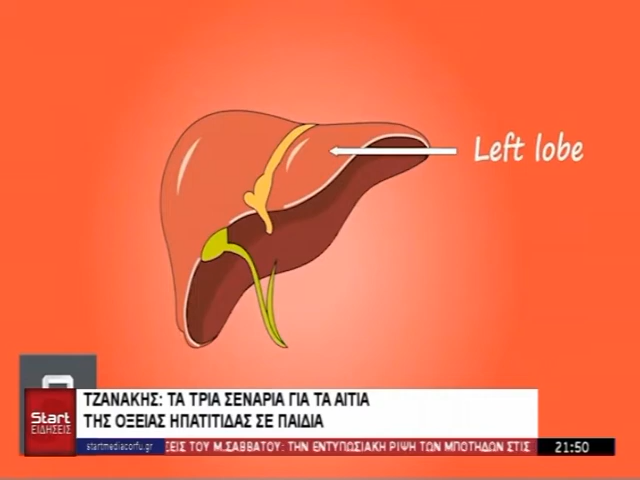 Left lobe
ΤΖΑΝΑΚΗΣ: ΤΑ ΤΡΙΑ ΣΕΝΑΡΙΑ ΓΙΑ ΤΑ ΑΙΤΙΑ
ΤΗΣ ΟΞΕΙΑΣ ΗΠΑΤΙΤΙΔΑΣ ΣΕ ΠΑΙΔΙΑ
Start
ΕΙΔΗΣΕΙΣ
startmediacorfu.gr ΣΕΙΣ ΤΟΥ Μ.ΣΑΒΒΑΤΟΥ: ΤΗΝ ΕΝΤΥΠΩΣΙΑΚΗ ΡΙΨΗ ΤΩΝ ΜΠΟΤΗΔΩΝ ΣΤΙΣ 21:50